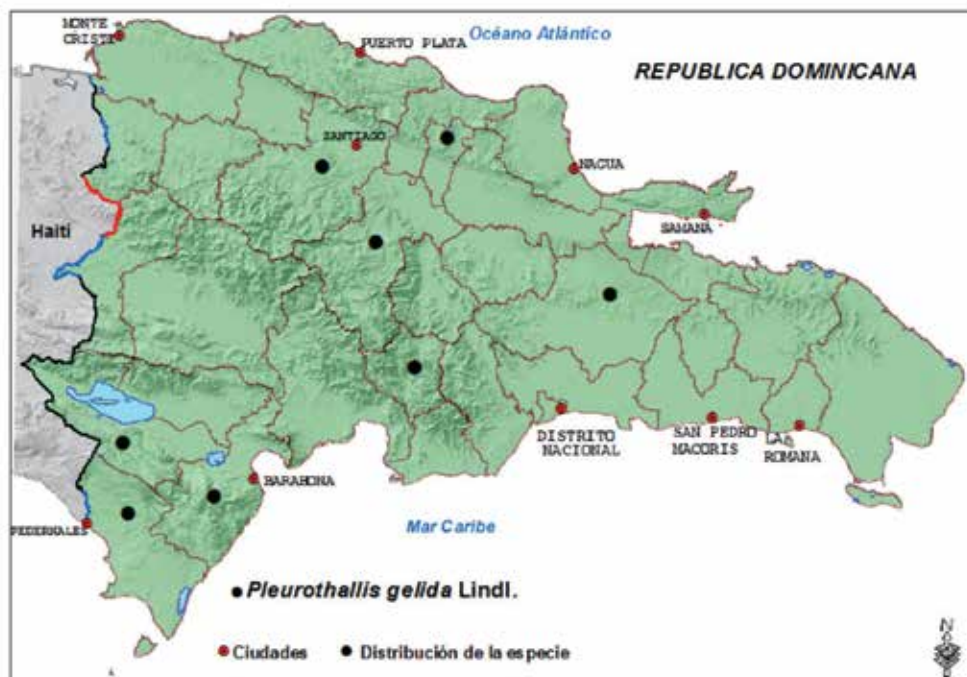 MONTE
CRISTI
PUERTO PLATA
Océano Atlántico
REPUBLICA DOMINICANA
SANTIAGO
NAGUA
SAMANA
Haití
DISTRITO
NACIONAL
SAN PEDRO
MACORIS
LA
ROMANA
BARAHONA
PEDERNALES
Mar Caribe
Pleurothallis gelida Lindl.
Ciudades
Distribución de la especie
N